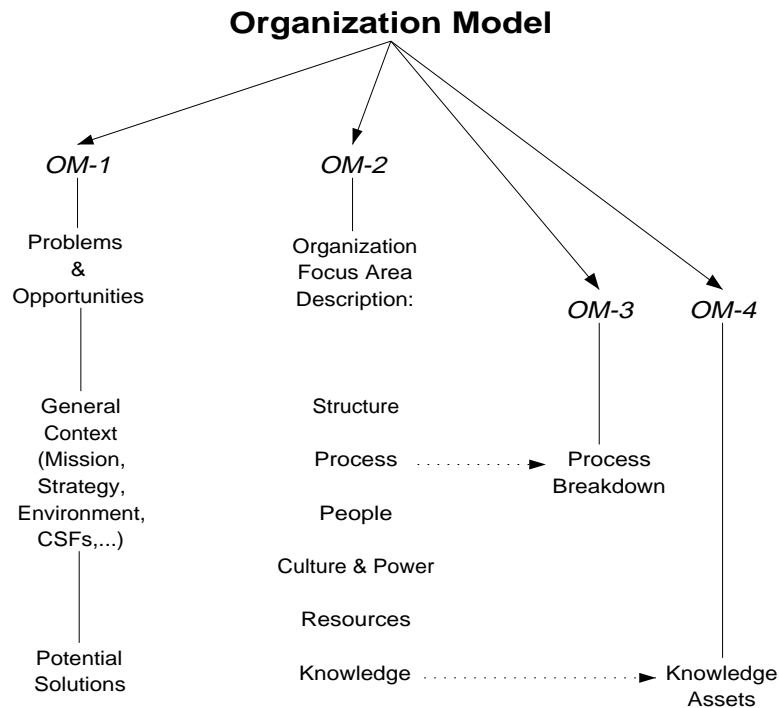 Organization Model
OM-1
Problems
&
Opportunities
General
Context
(Mission,
Strategy,
Environment,
CSFs,...)
Potential
Solutions
OM-2
Organization
Focus Area
Description:
Structure
Process
People
Culture & Power
Resources
Knowledge
OM-3
Process
Breakdown
OM-4
Knowledge
Assets